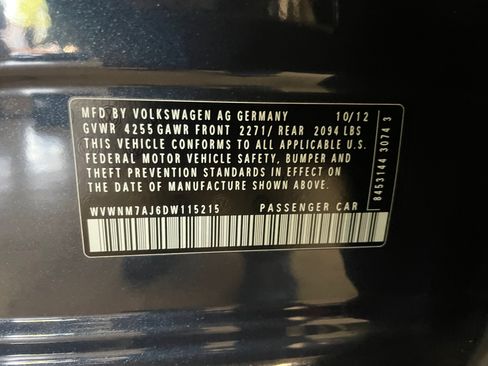 MFD BY VOLKSWAGEN AG GERMANY 10/12
GVWR 4255 GAWR FRONT 2271/ REAR 2094 LBS
THIS VEHICLE CONFORMS TO ALL APPLICABLE U.S.
FEDERAL MOTOR VEHICLE SAFETY, BUMPER AND
THEFT PREVENTION STANDARDS IN EFFECT ON
THE DATE OF MANUFACTURE SHOWN ABOVE.
WVWNM7AJ6DW115215 PASSENGER CAR
8453144 3074 3